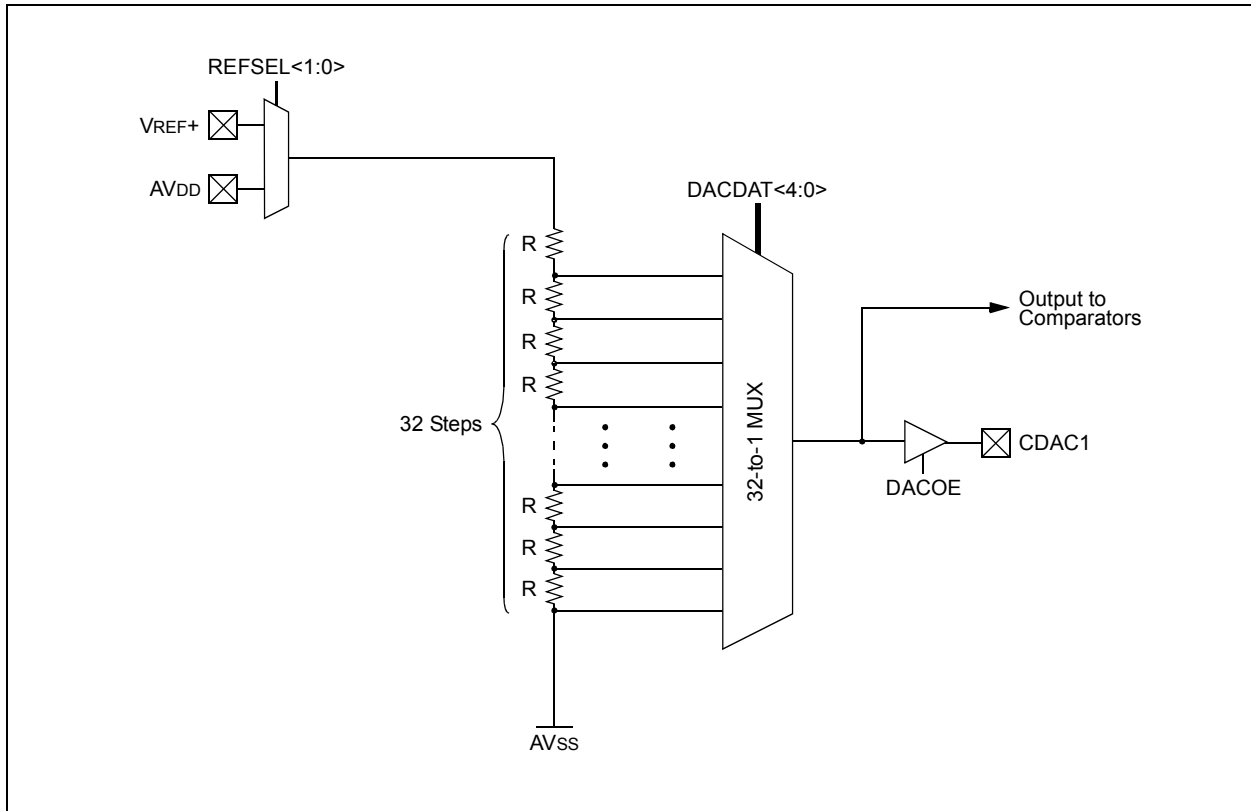 REFSEL<1:0>
VREF+
AVDD
DACDAT<4:0>
R
R
R
R
32 Steps
R
R
R
32-to-1 MUX
Output to
Comparators
CDAC1
DACOE
AVSS